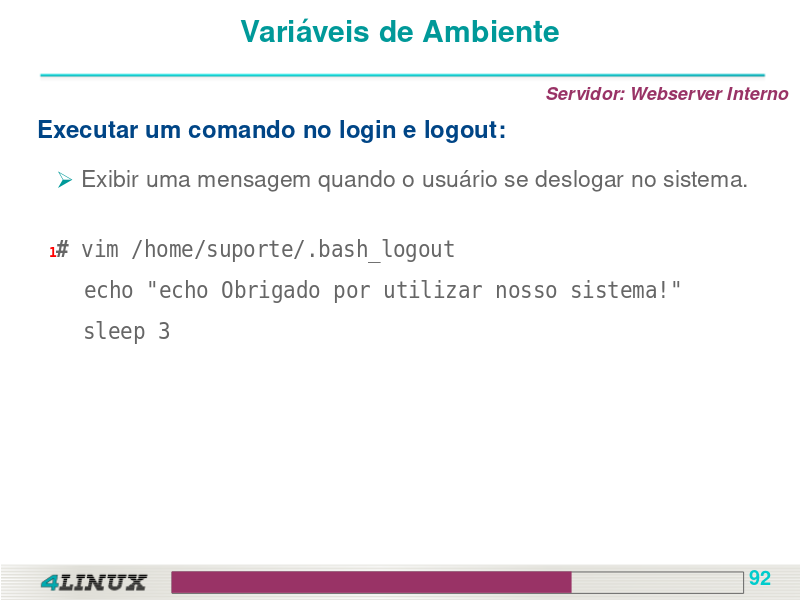 Variáveis de Ambiente
Servidor: Webserver Interno
Executar um comando no login e logout:
Exibir uma mensagem quando o usuário se deslogar no sistema.
1# vim /home/suporte/.bash_logout
echo "echo Obrigado por utilizar nosso sistema!"
sleep 3
4LINUX
92